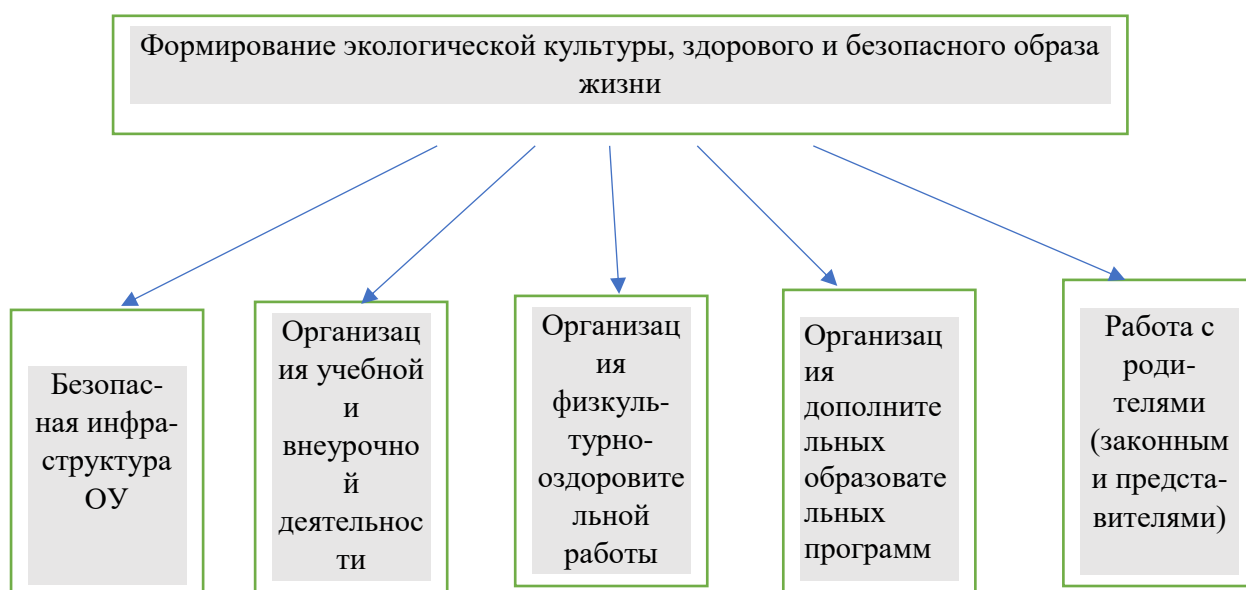 Формирование экологической культуры, здорового и безопасного образа
жизни
Безопас-
ная инфра-
структура
ОУ
Организац
ия учебной
и
внеурочно
й
деятельнос
ти
Организац
ия
физкуль-
турно-
оздоровите
льной
работы
Организац
ия
дополните
льных
образовате
льных
программ
Работа с
роди-
телями
(законным
и предста-
вителями)